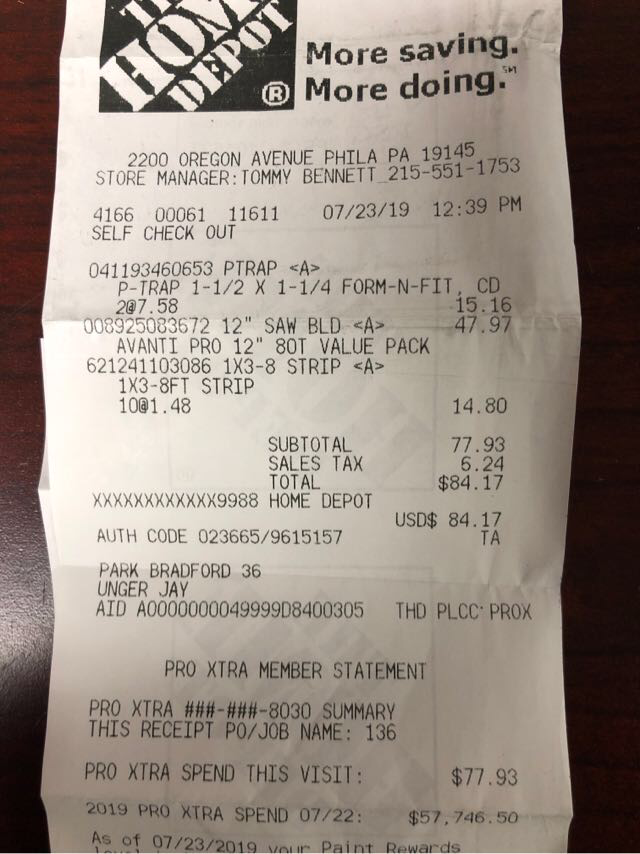 THE
HOME
DEPOT
®
More saving.
More doing.℠
2200 OREGON AVENUE PHILA PA 19145
STORE MANAGER:TOMMY BENNETT 215-551-1753
4166 00061 11611 07/23/19 12:39 PM
SELF CHECK OUT
041193460653 PTRAP <A>
P-TRAP 1-1/2 X 1-1/4 FORM-N-FIT, CD
2@7.58 15.16
008925083672 12" SAW BLD <A> 47.97
AVANTI PRO 12" 80T VALUE PACK
621241103086 1X3-8 STRIP <A>
1X3-8FT STRIP
10@1.48 14.80
SUBTOTAL 77.93
SALES TAX 6.24
TOTAL $84.17
XXXXXXXXXXXX9988 HOME DEPOT
USD$ 84.17
AUTH CODE 023665/9615157 TA
PARK BRADFORD 36
UNGER JAY
AID A0000000049999D8400305 THD PLCC PROX
PRO XTRA MEMBER STATEMENT
PRO XTRA ###-###-8030 SUMMARY
THIS RECEIPT PO/JOB NAME: 136
PRO XTRA SPEND THIS VISIT: $77.93
2019 PRO XTRA SPEND 07/22: $57,746.50
As of 07/23/2019 your Paint Rewards